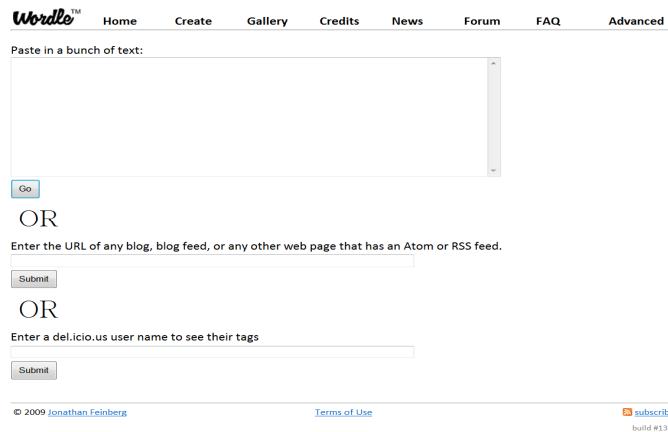 Wordle™ Home Create Gallery Credits News Forum FAQ Advanced
Paste in a bunch of text:
Go
OR
Enter the URL of any blog, blog feed, or any other web page that has an Atom or RSS feed.
Submit
OR
Enter a del.icio.us user name to see their tags
Submit
© 2009 Jonathan Feinberg Terms of Use subscrib
build #13